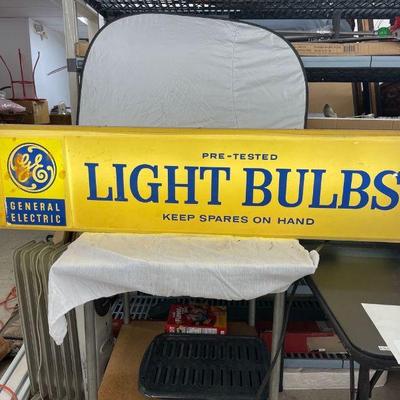 GE
GENERAL
ELECTRIC
PRE-TESTED
LIGHT BULBS
KEEP SPARES ON HAND